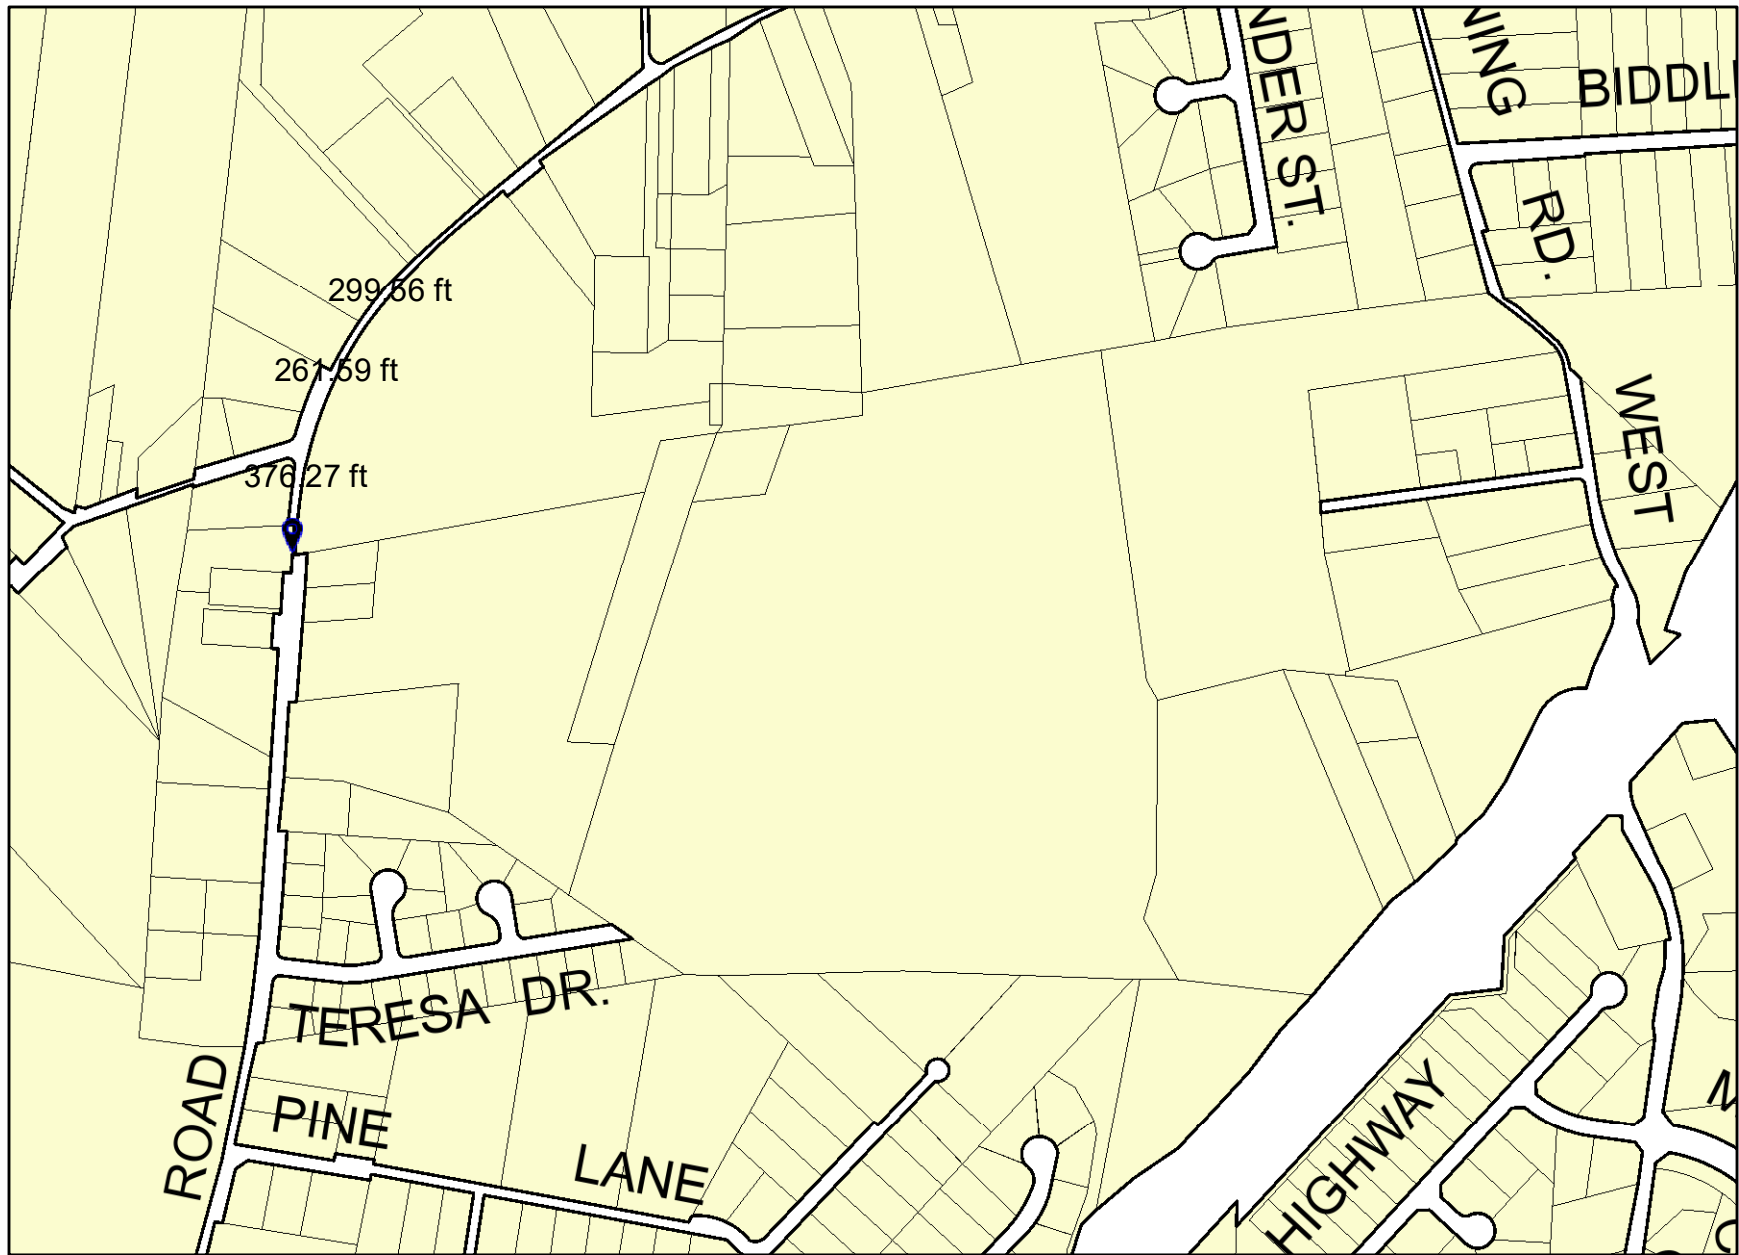 NDER ST.
NING
RD.
BIDDL
299.56 ft
261.59 ft
376.27 ft
WEST
TERESA DR.
ROAD
PINE
LANE
HIGHWAY
M